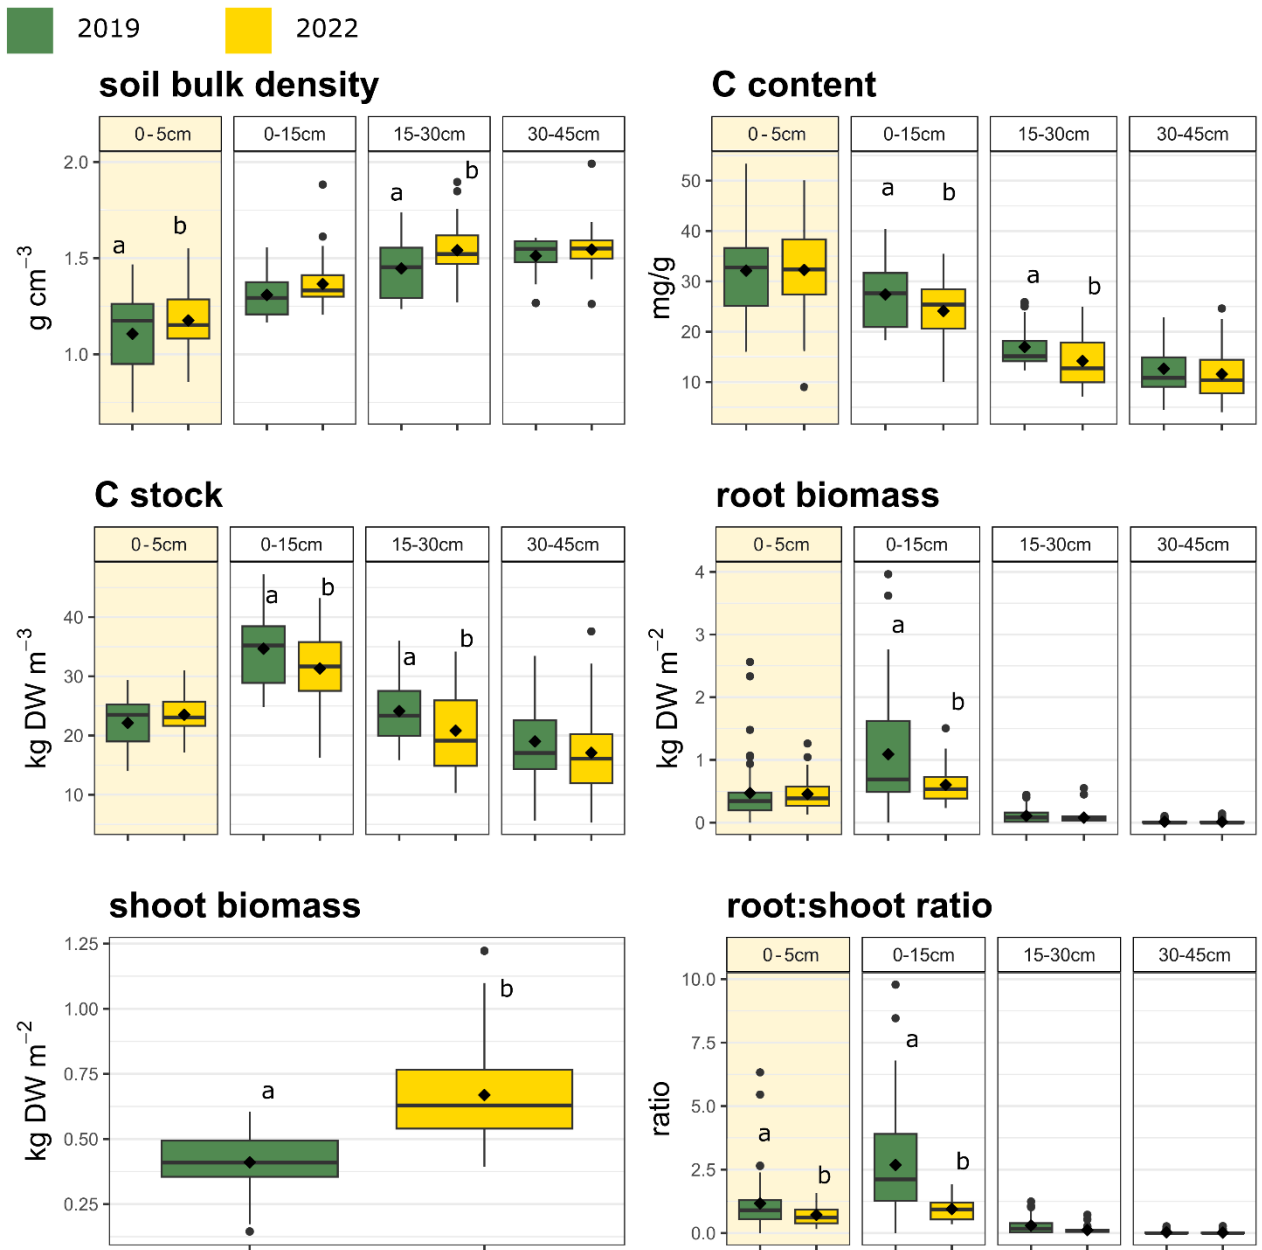 2019 2022
soil bulk density
0-5cm 0-15cm 15-30cm 30-45cm
2.0
1.5
1.0
g cm−3
a b a b
C content
0-5cm 0-15cm 15-30cm 30-45cm
50
40
30
20
10
mg/g
a b a b
C stock
0-5cm 0-15cm 15-30cm 30-45cm
40
30
20
10
kg DW m−3
a b a b
root biomass
0-5cm 0-15cm 15-30cm 30-45cm
4
3
2
1
0
kg DW m−2
a b
shoot biomass
1.25
1.00
0.75
0.50
0.25
kg DW m−2
a b
root:shoot ratio
0-5cm 0-15cm 15-30cm 30-45cm
10.0
7.5
5.0
2.5
0.0
ratio
a b a b